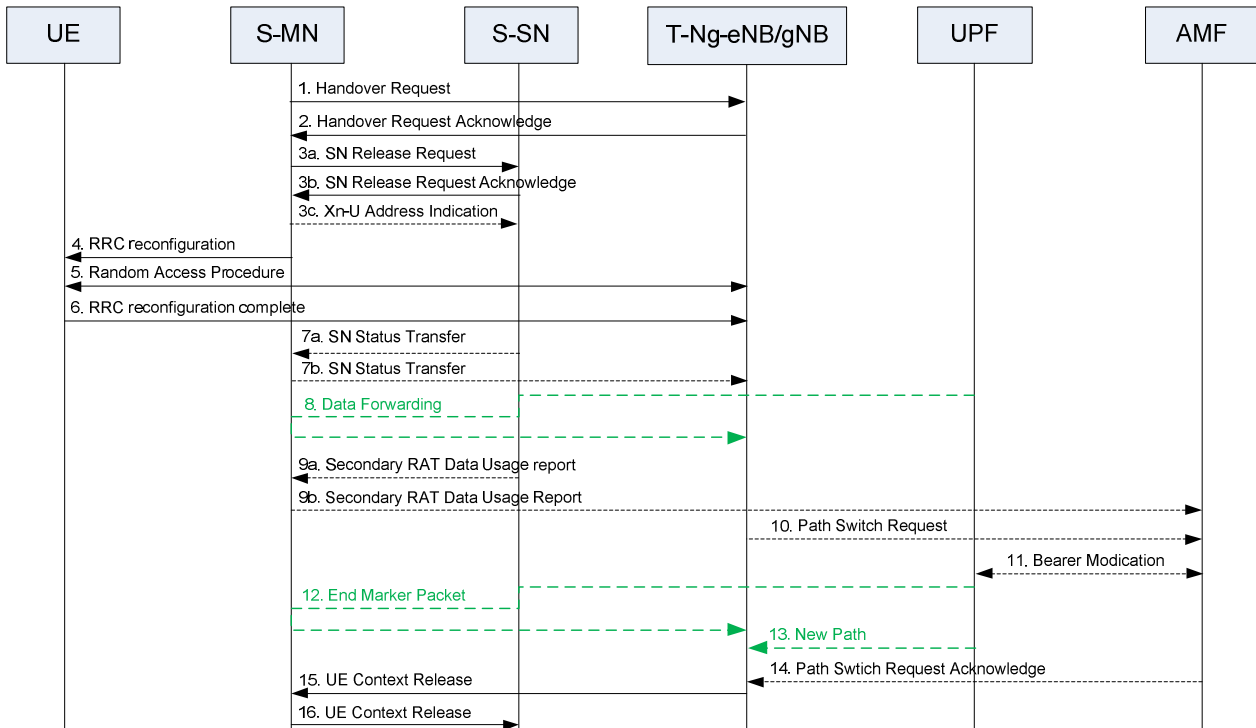 UE
S-MN
S-SN
T-Ng-eNB/gNB
UPF
AMF
1. Handover Request
2. Handover Request Acknowledge
3a. SN Release Request
3b. SN Release Request Acknowledge
3c. Xn-U Address Indication
4. RRC reconfiguration
5. Random Access Procedure
6. RRC reconfiguration complete
7a. SN Status Transfer
7b. SN Status Transfer
8. Data Forwarding
9a. Secondary RAT Data Usage report
9b. Secondary RAT Data Usage Report
10. Path Switch Request
11. Bearer Modication
12. End Marker Packet
13. New Path
14. Path Swtich Request Acknowledge
15. UE Context Release
16. UE Context Release